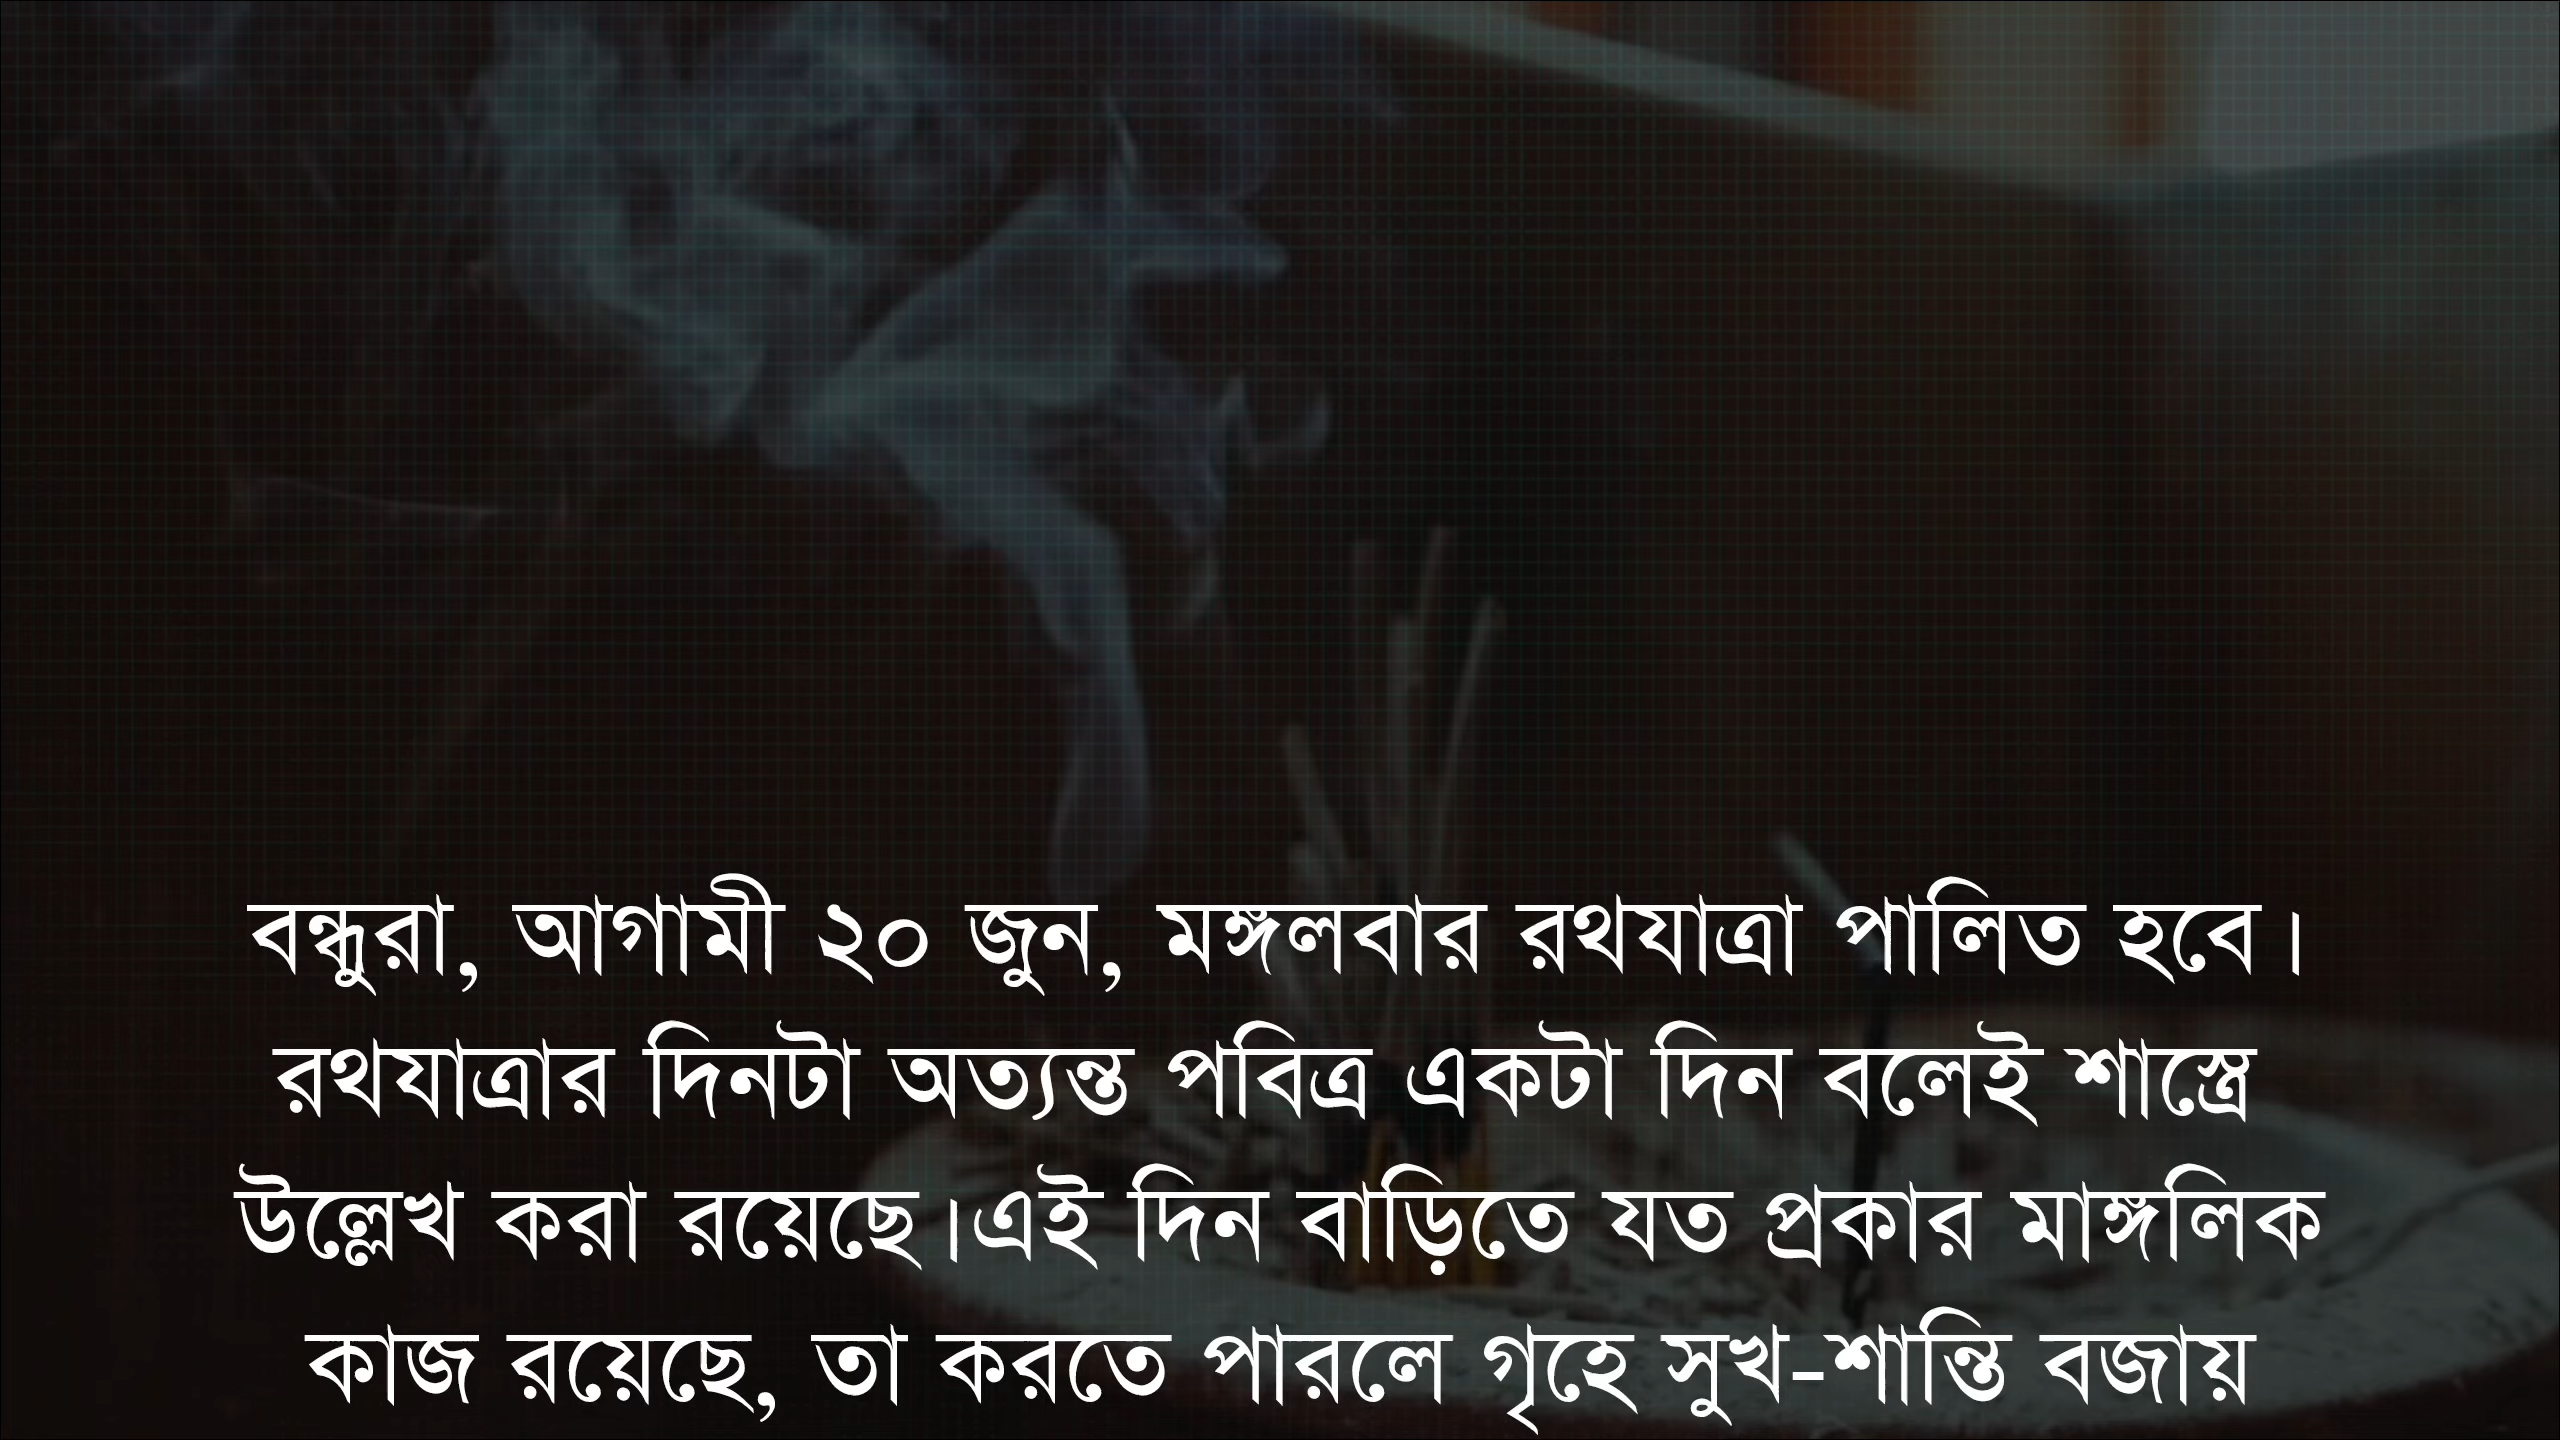 বন্ধুরা, আগামী ২০ জুন, মঙ্গলবার রথযাত্রা পালিত হবে।
রথযাত্রার দিনটা অত্যন্ত পবিত্র একটা দিন বলেই শাস্ত্রে
উল্লেখ করা রয়েছে।এই দিন বাড়িতে যত প্রকার মাঙ্গলিক
কাজ রয়েছে, তা করতে পারলে গৃহে সুখ-শান্তি বজায়